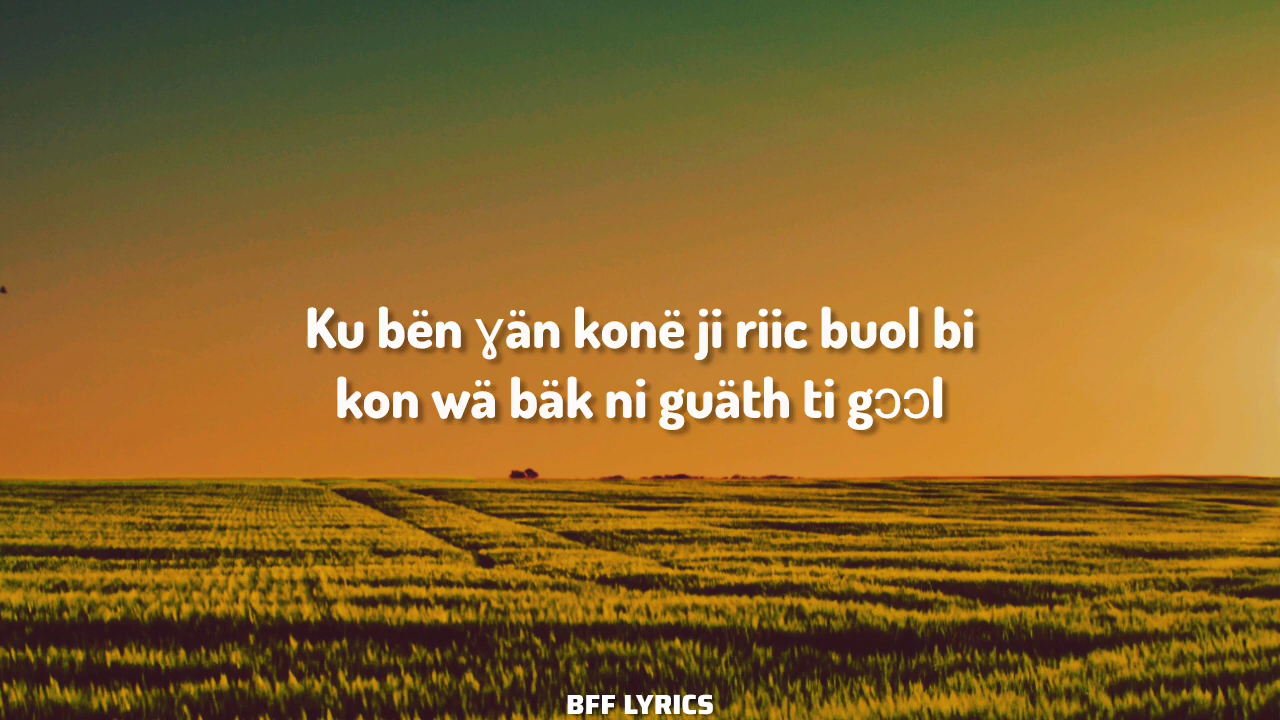 Ku bën ɣän konë ji riic buol bi
kon wä bäk ni guäth ti gɔɔl
BFF LYRICS